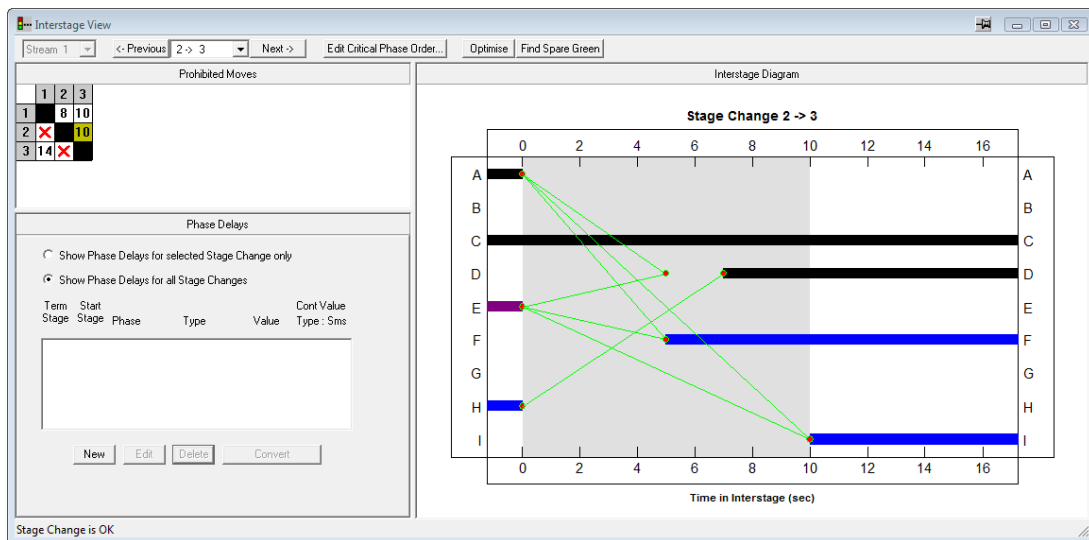 Interstage View
Stream 1 <- Previous 2 -> 3 Next -> Edit Critical Phase Order... Optimise Find Spare Green
Prohibited Moves
1 2 3
1 8 10
2 10
3 14
Phase Delays
Show Phase Delays for selected Stage Change only
Show Phase Delays for all Stage Changes
Term Start Cont Value
Stage Stage Phase Type Value Type : Sms
New Edit Delete Convert
Interstage Diagram
Stage Change 2 -> 3
0 2 4 6 8 10 12 14 16
A A
B B
C C
D D
E E
F F
G G
H H
I I
0 2 4 6 8 10 12 14 16
Time in Interstage (sec)
Stage Change is OK